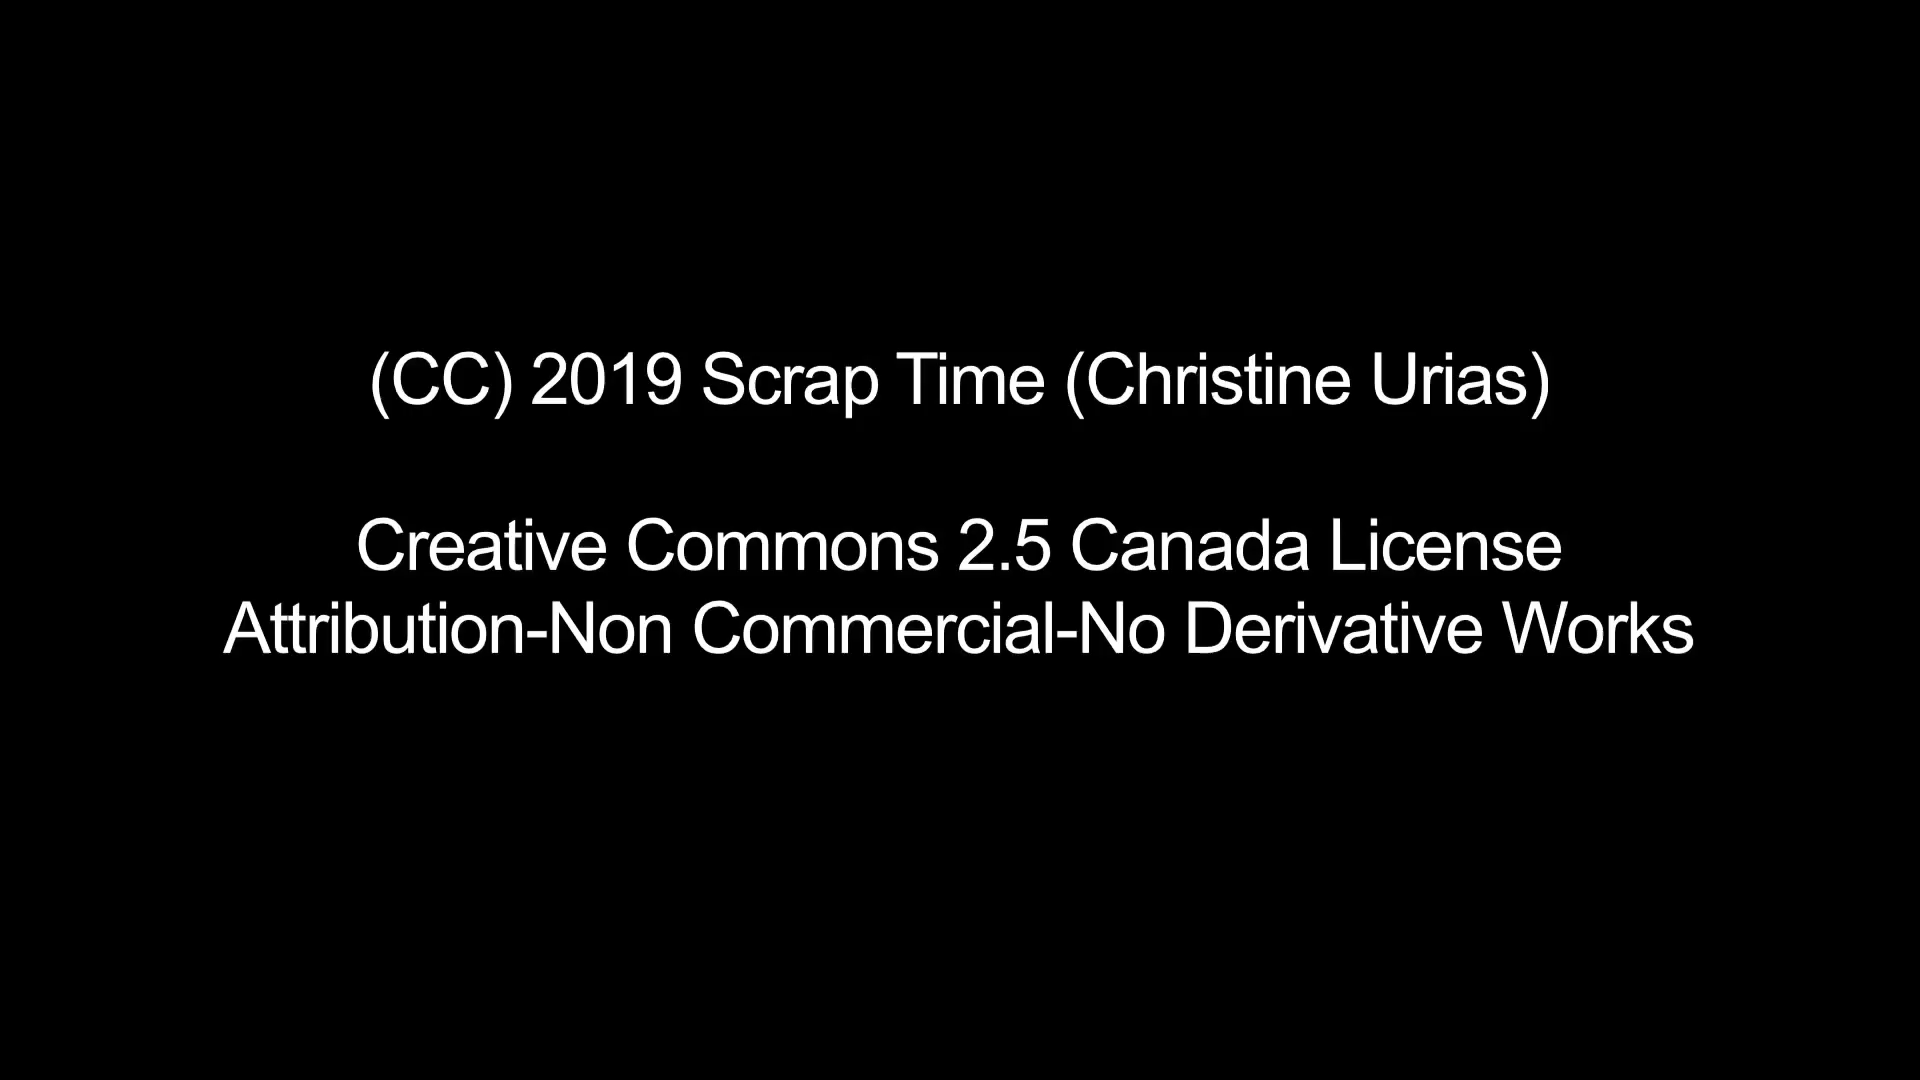 (CC) 2019 Scrap Time (Christine Urias)
Creative Commons 2.5 Canada License
Attribution-Non Commercial-No Derivative Works